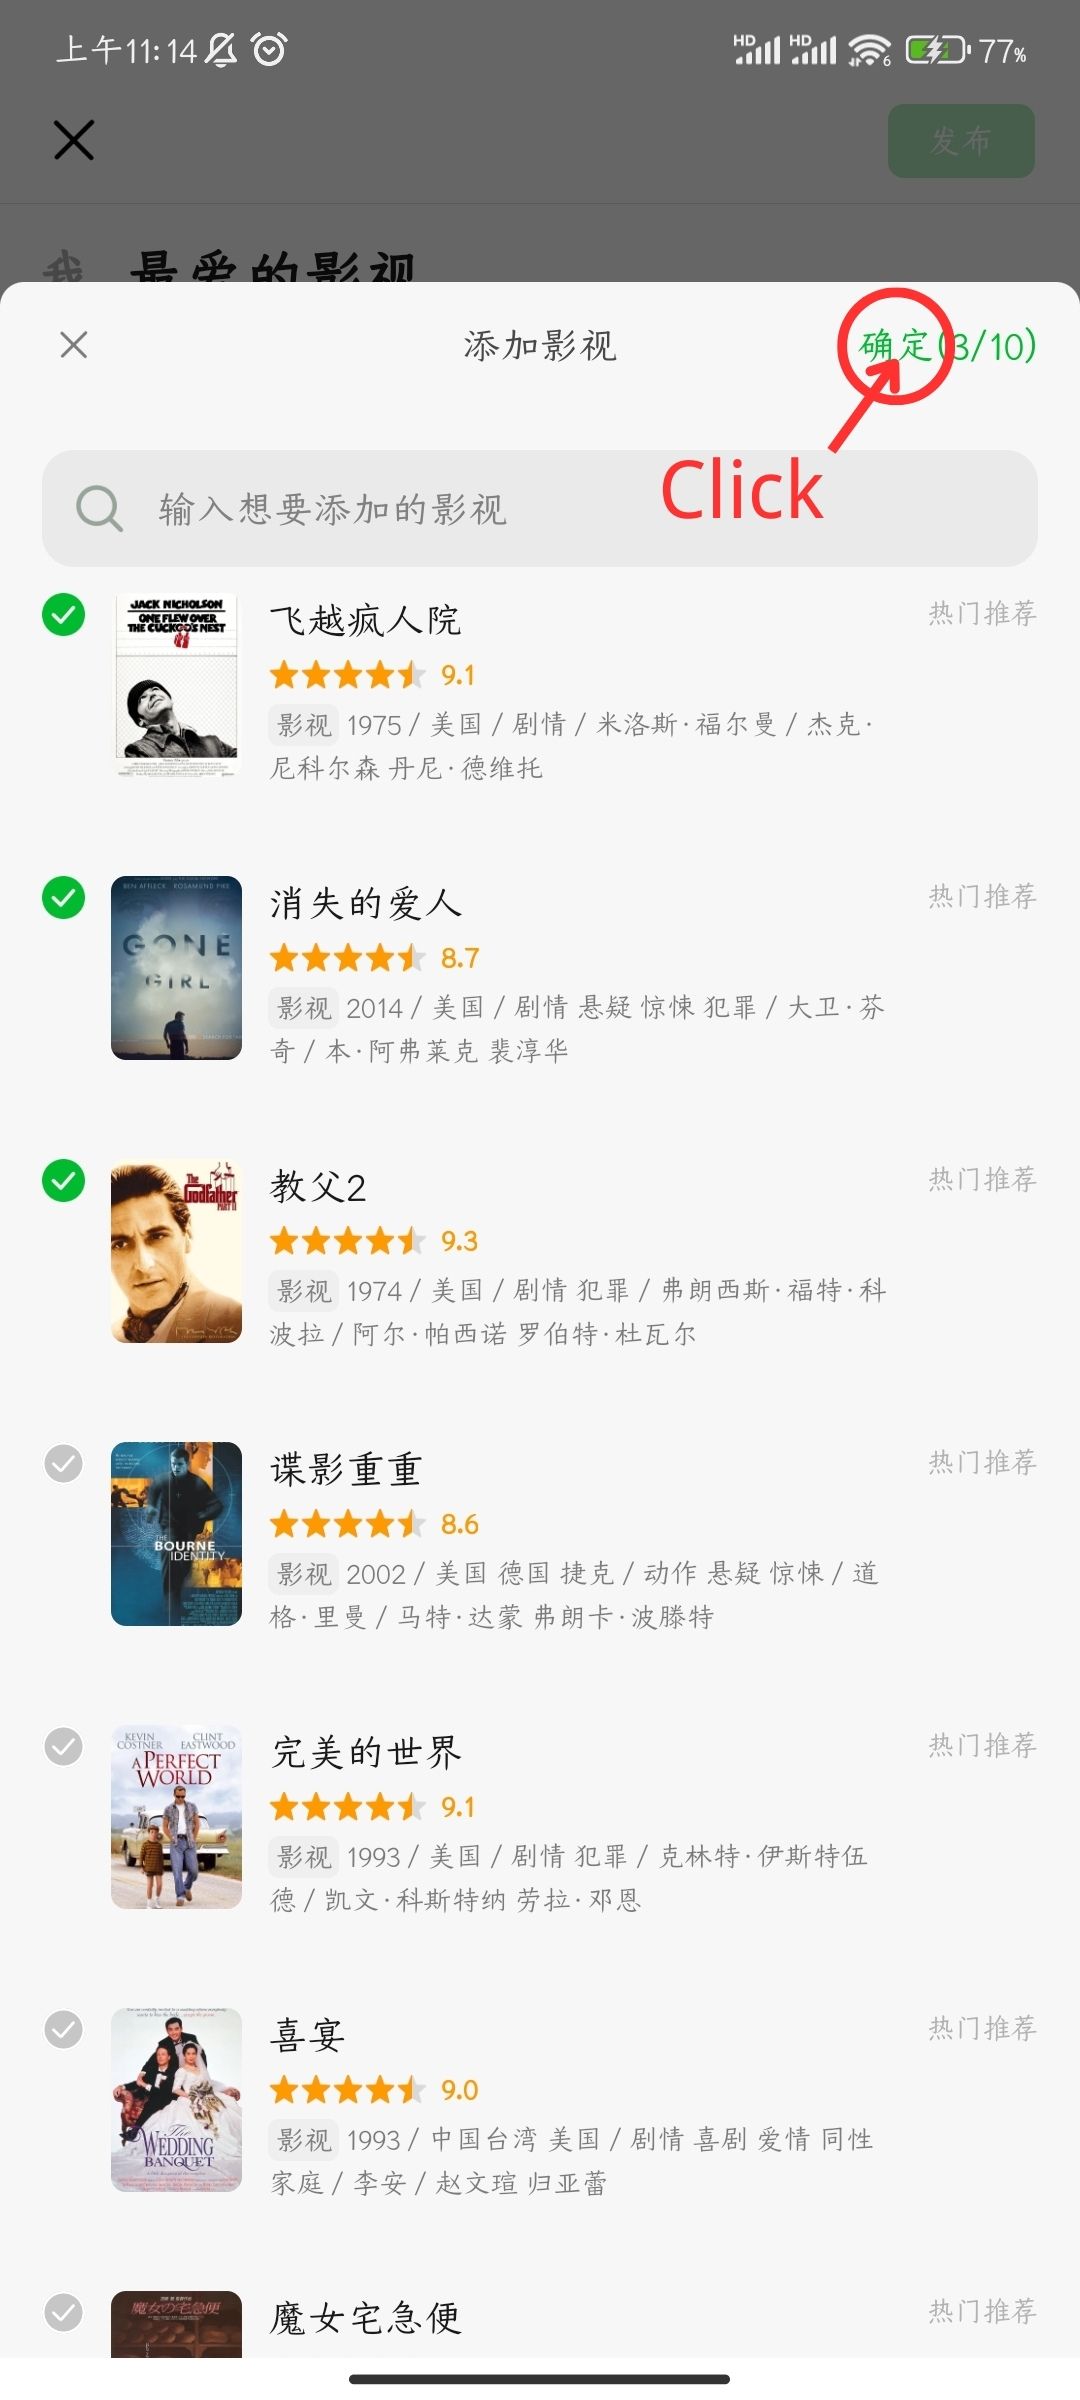 上午11:14 HD HD 6 77%
发布
我 最爱的影视
添加影视
确定(3/10)
Click
输入想要添加的影视
JACK NICHOLSON
ONE FLEW OVER
THE CUCKOO'S NEST
飞越疯人院
热门推荐
9.1
影视 1975 / 美国 / 剧情 / 米洛斯·福尔曼 / 杰克·
尼科尔森 丹尼·德维托
BEN AFFLECK ROSAMUND PIKE
GONE
GIRL
消失的爱人
热门推荐
8.7
影视 2014 / 美国 / 剧情 悬疑 惊悚 犯罪 / 大卫·芬
奇 / 本·阿弗莱克 裴淳华
The
Godfather
PART II
教父2
热门推荐
9.3
影视 1974 / 美国 / 剧情 犯罪 / 弗朗西斯·福特·科
波拉 / 阿尔·帕西诺 罗伯特·杜瓦尔
THE
BOURNE
IDENTITY
谍影重重
热门推荐
8.6
影视 2002 / 美国 德国 捷克 / 动作 悬疑 惊悚 / 道
格·里曼 / 马特·达蒙 弗朗卡·波滕特
KEVIN CLINT
COSTNER EASTWOOD
A PERFECT
WORLD
完美的世界
热门推荐
9.1
影视 1993 / 美国 / 剧情 犯罪 / 克林特·伊斯特伍
德 / 凯文·科斯特纳 劳拉·邓恩
The
WEDDING
BANQUET
喜宴
热门推荐
9.0
影视 1993 / 中国台湾 美国 / 剧情 喜剧 爱情 同性
家庭 / 李安 / 赵文瑄 归亚蕾
魔女の宅急便
魔女宅急便
热门推荐